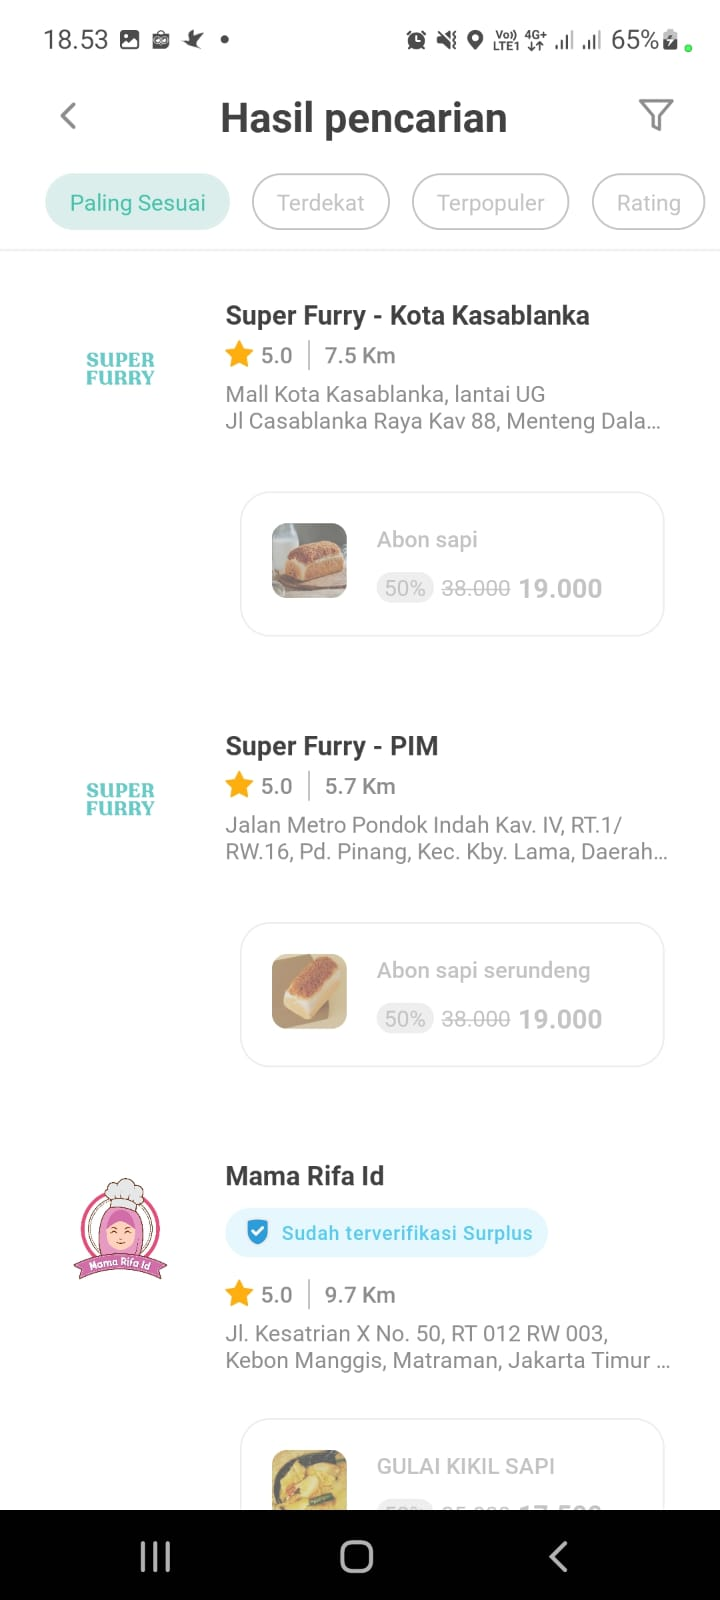 18.53
Vo)) LTE1 4G+ 65%
Hasil pencarian
Paling Sesuai
Terdekat
Terpopuler
Rating
SUPER
FURRY
Super Furry - Kota Kasablanka
5.0 | 7.5 Km
Mall Kota Kasablanka, lantai UG
Jl Casablanka Raya Kav 88, Menteng Dala...
Abon sapi
50% 38.000 19.000
SUPER
FURRY
Super Furry - PIM
5.0 | 5.7 Km
Jalan Metro Pondok Indah Kav. IV, RT.1/
RW.16, Pd. Pinang, Kec. Kby. Lama, Daerah...
Abon sapi serundeng
50% 38.000 19.000
Mama Rifa Id
Mama Rifa Id
Sudah terverifikasi Surplus
5.0 | 9.7 Km
Jl. Kesatrian X No. 50, RT 012 RW 003,
Kebon Manggis, Matraman, Jakarta Timur ...
GULAI KIKIL SAPI